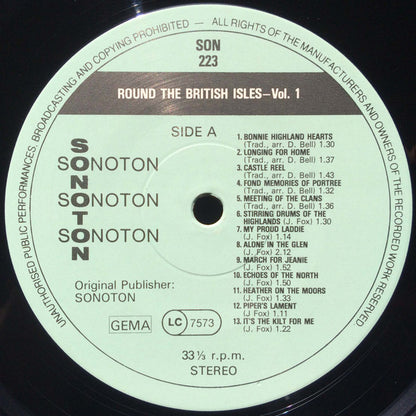 UNAUTHORISED PUBLIC PERFORMANCES, BROADCASTING AND COPYING PROHIBITED – ALL RIGHTS OF THE MANUFACTURERS AND OWNERS OF THE RECORDED WORK RESERVED
SON
223
ROUND THE BRITISH ISLES–Vol. 1
SIDE A
SONOTON
SONOTON
SONOTON
SONOTON
Original Publisher:
SONOTON
GEMA
LC 7573
1. BONNIE HIGHLAND HEARTS
(Trad., arr. D. Bell) 1.30
2. LONGING FOR HOME
(Trad., arr. D. Bell) 1.31
3. CASTLE REEL
(Trad., arr. D. Bell) 1.43
4. FOND MEMORIES OF PORTREE
(Trad., arr. D. Bell) 1.32
5. MEETING OF THE CLANS
(Trad., arr. D. Bell) 1.36
6. STIRRING DRUMS OF THE
HIGHLANDS (J. Fox) 1.30
7. MY PROUD LADDIE
(J. Fox) 1.14
8. ALONE IN THE GLEN
(J. Fox) 2.12
9. MARCH FOR JEANIE
(J. Fox) 1.52
10. ECHOES OF THE NORTH
(J. Fox) 1.50
11. HEATHER ON THE MOORS
(J. Fox) 1.33
12. PIPER'S LAMENT
(J. Fox) 1.11
13. IT'S THE KILT FOR ME
(J. Fox) 1.22
33⅓ r.p.m.
STEREO